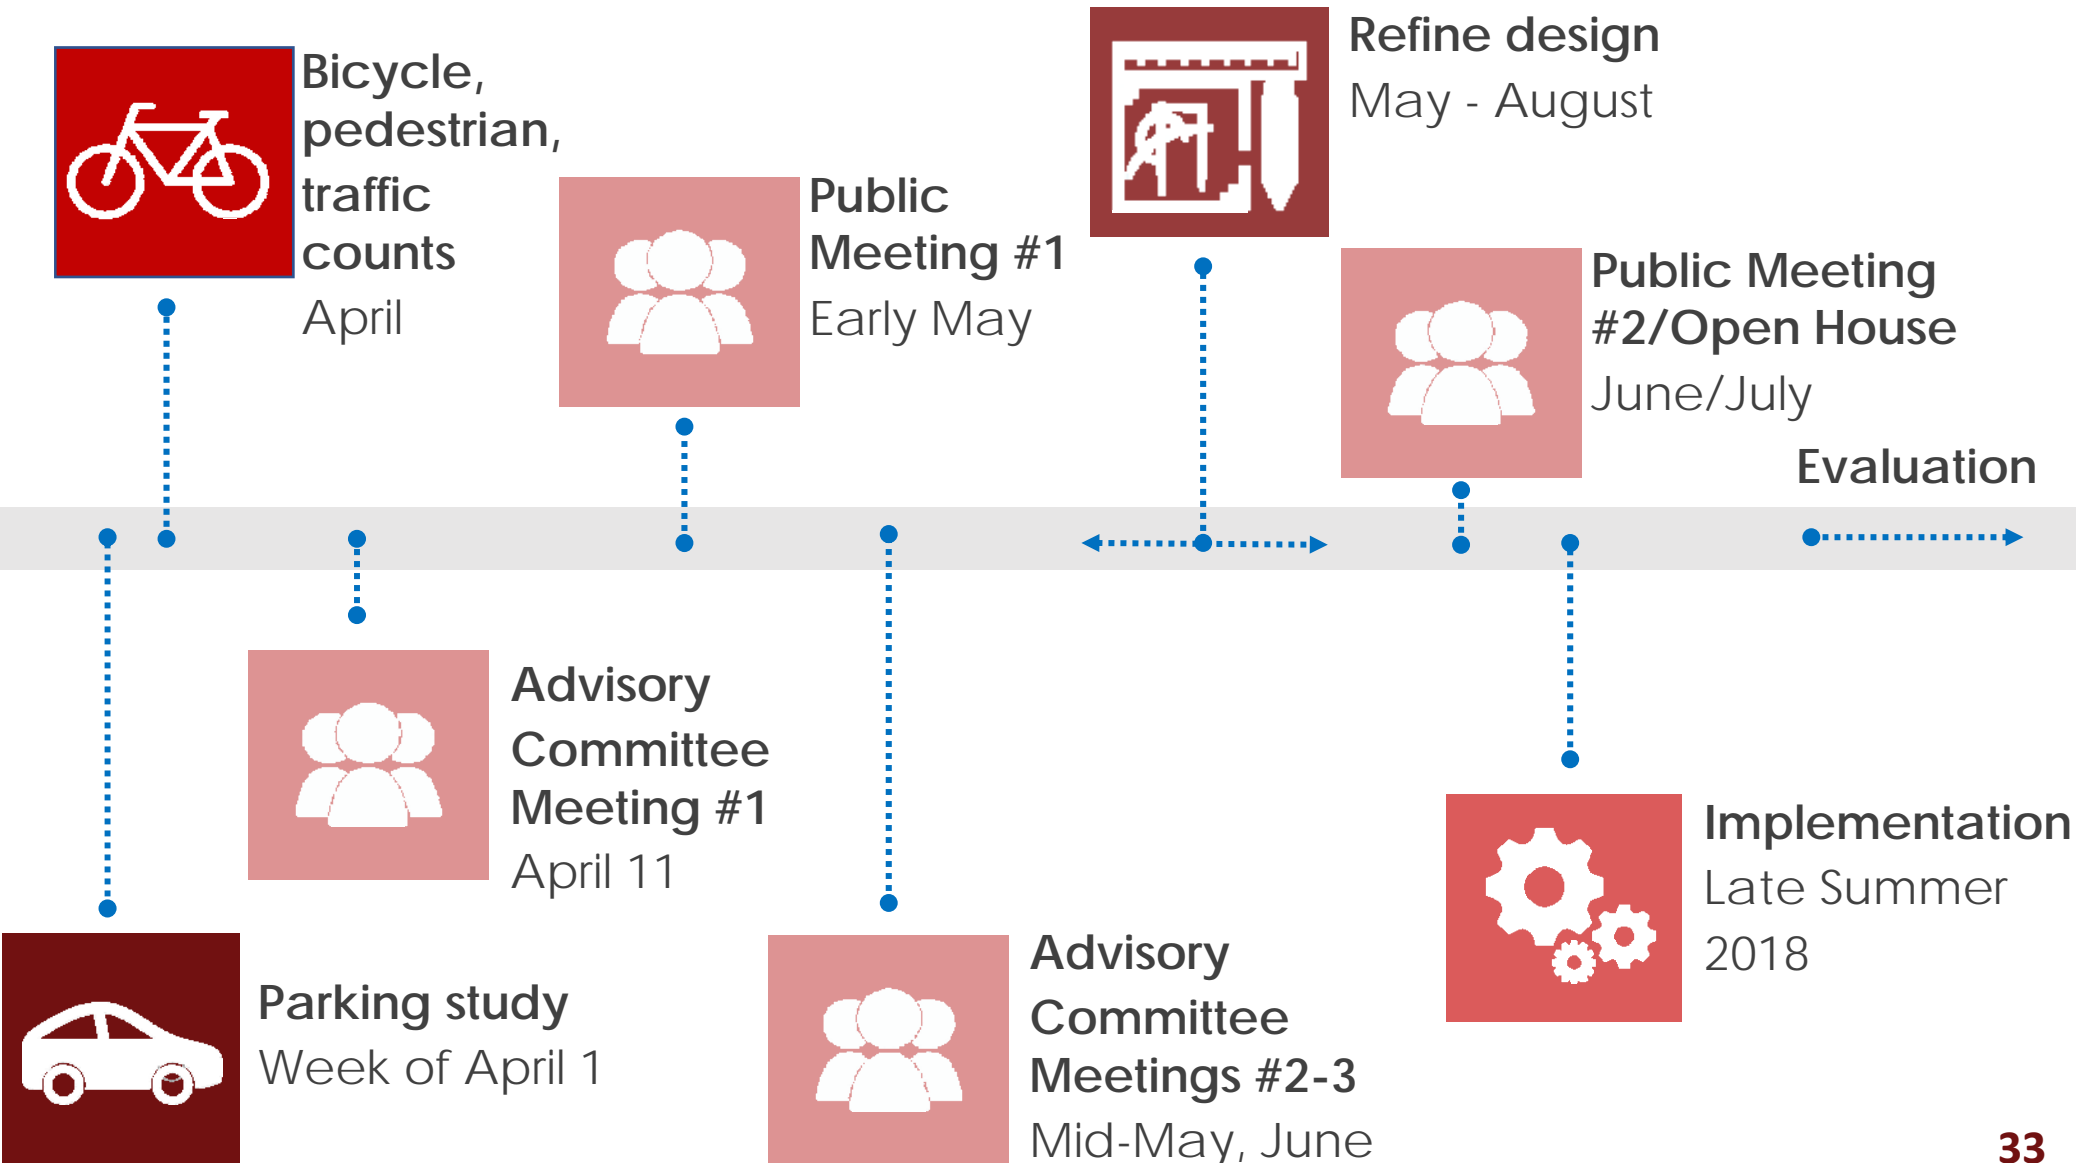 Bicycle,
pedestrian,
traffic
counts
April
Public
Meeting #1
Early May
Refine design
May - August
Public Meeting
#2/Open House
June/July
Evaluation
Advisory
Committee
Meeting #1
April 11
Parking study
Week of April 1
Advisory
Committee
Meetings #2-3
Mid-May, June
Implementation
Late Summer
2018
33